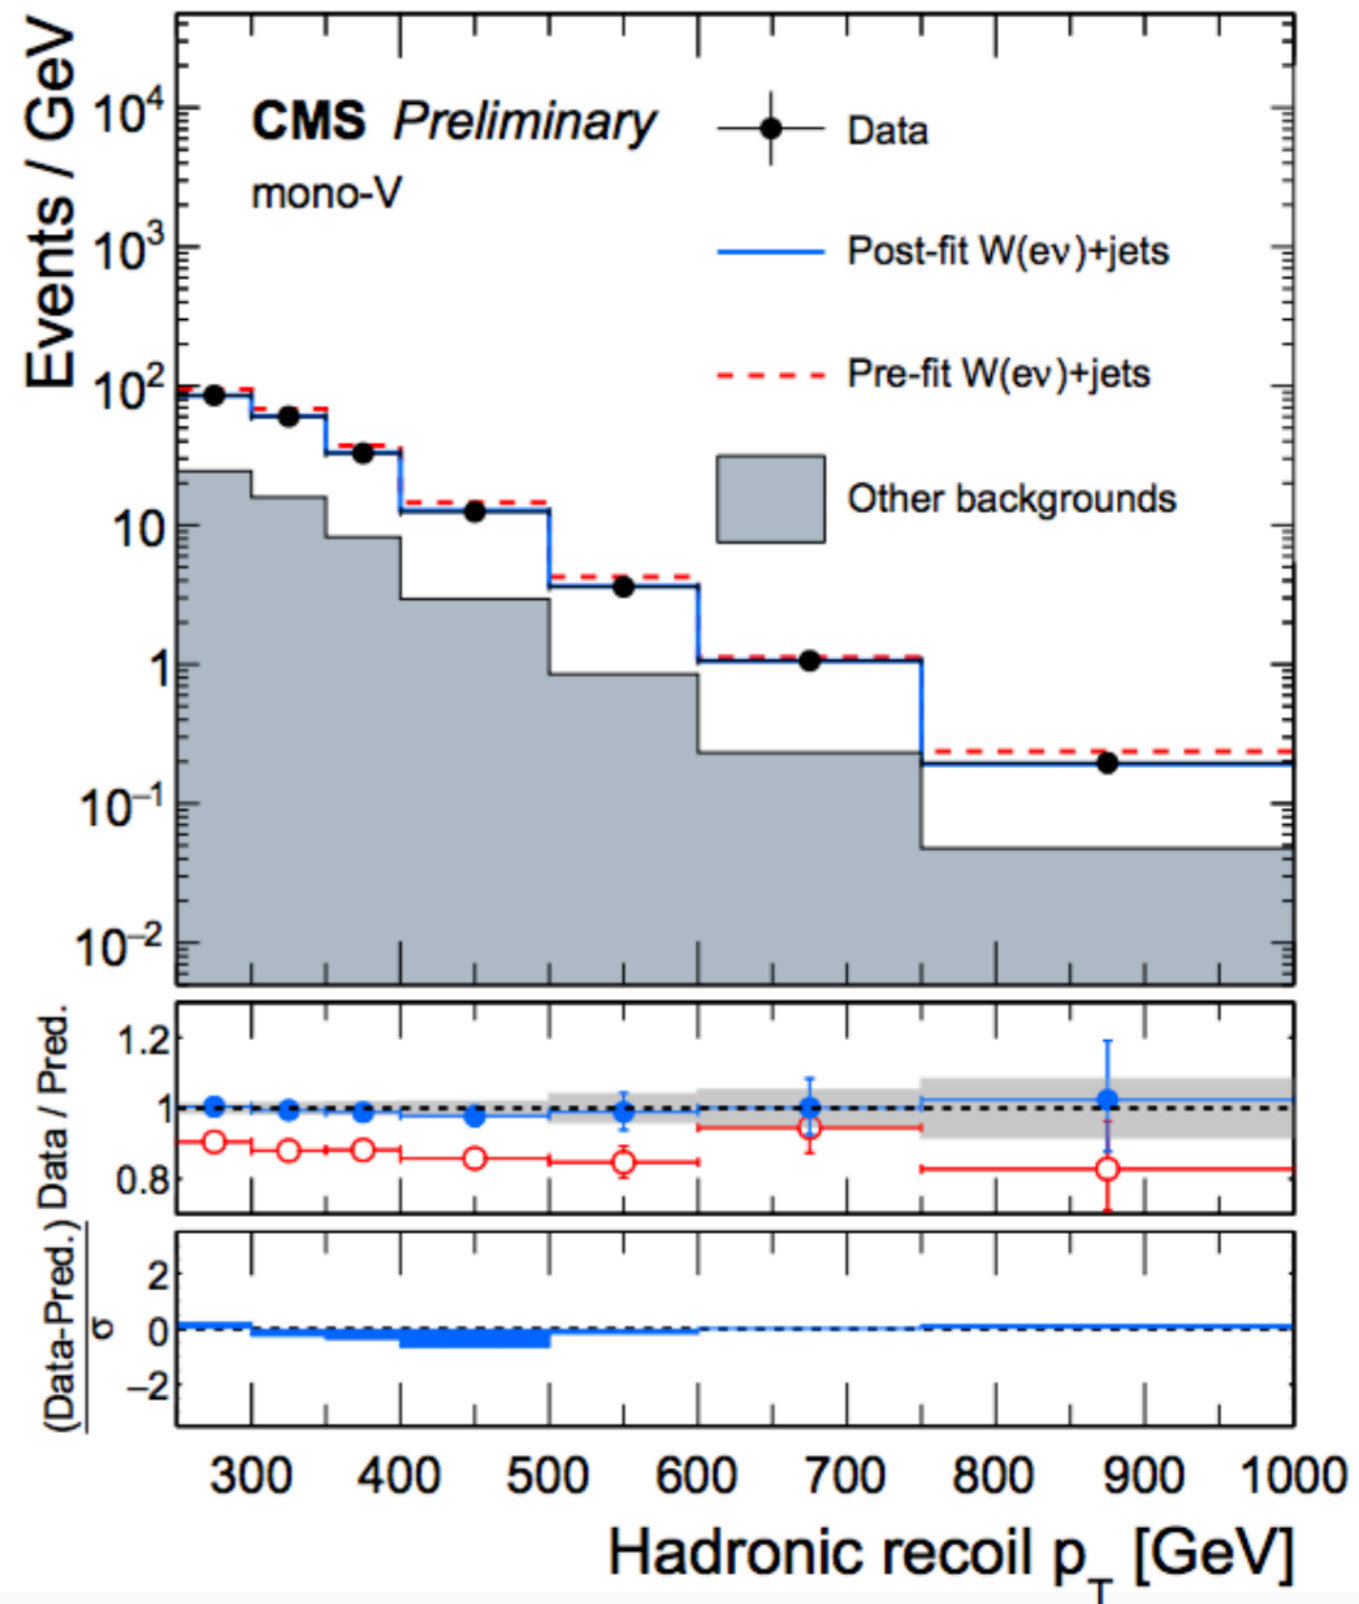 Events / GeV
10⁴
10³
10²
10
1
10⁻¹
10⁻²
CMS Preliminary
mono-V
Data
Post-fit W(eν)+jets
Pre-fit W(eν)+jets
Other backgrounds
Data / Pred.
1.2
1
0.8
(Data-Pred.)
σ
2
0
−2
300 400 500 600 700 800 900 1000
Hadronic recoil p_T [GeV]